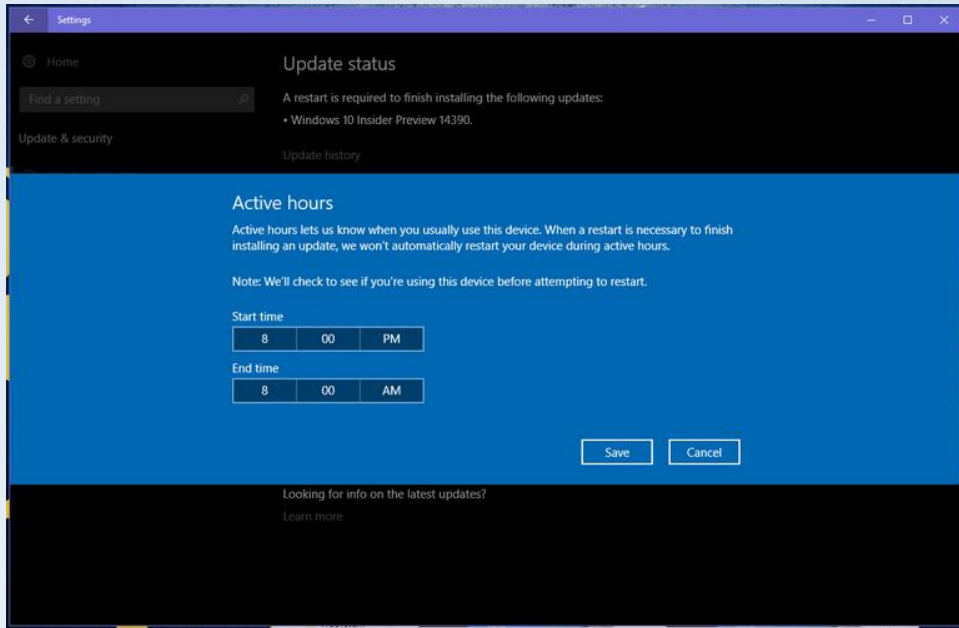 Settings
Home
Find a setting
Update & security
Update status
A restart is required to finish installing the following updates:
• Windows 10 Insider Preview 14390.
Update history
Active hours
Active hours lets us know when you usually use this device. When a restart is necessary to finish
installing an update, we won't automatically restart your device during active hours.
Note: We'll check to see if you're using this device before attempting to restart.
Start time
8 00 PM
End time
8 00 AM
Save Cancel
Looking for info on the latest updates?
Learn more